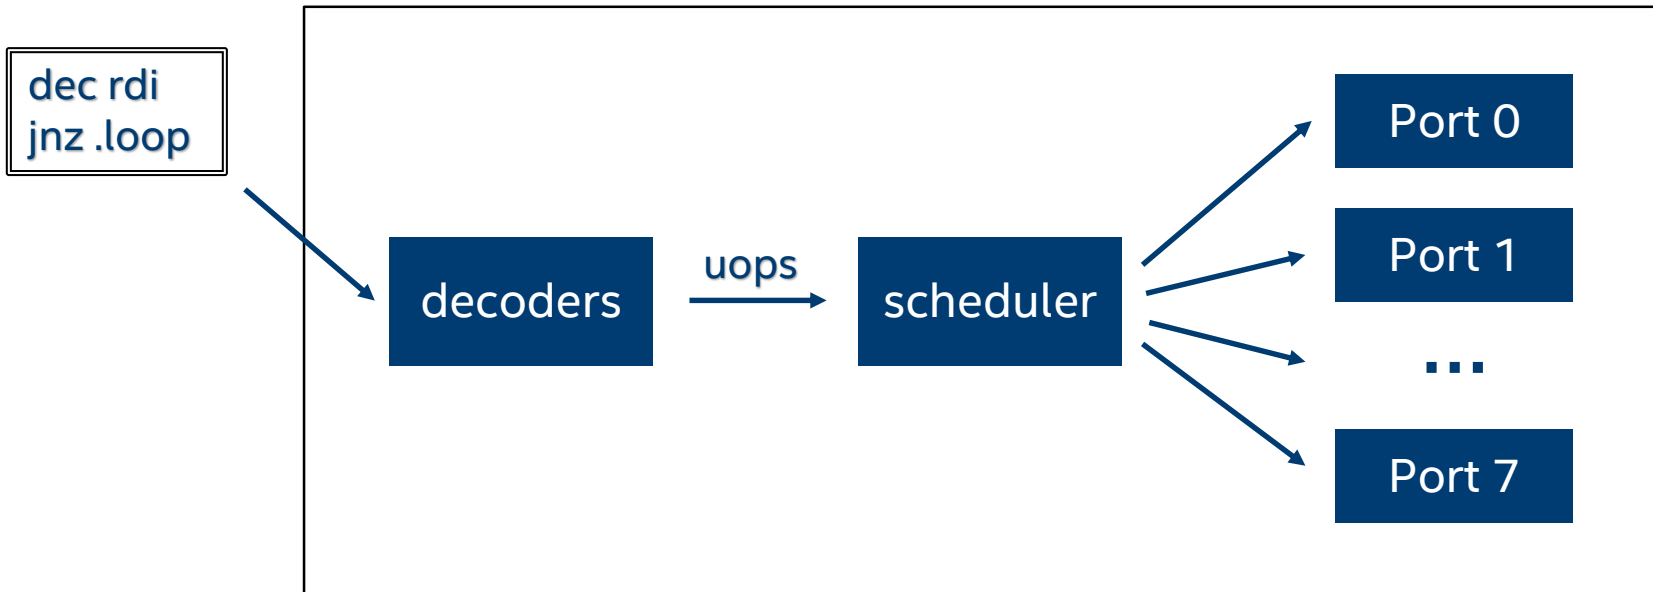 dec rdi
jnz .loop
decoders
uops
scheduler
Port 0
Port 1
...
Port 7